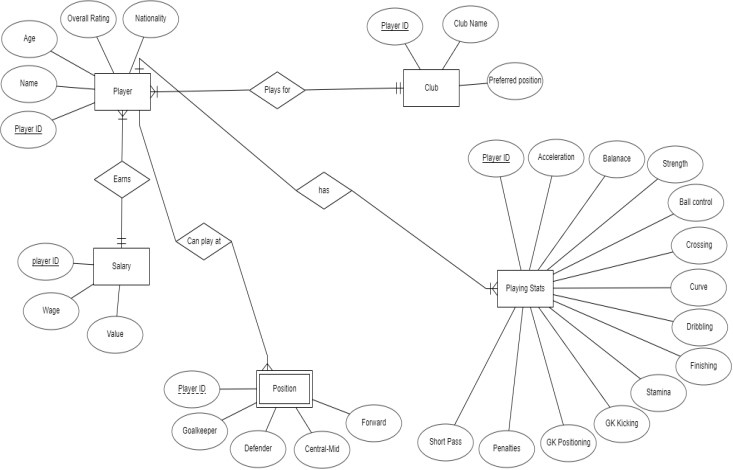 Overall Rating
Nationality
Age
Name
Player ID
Player
Plays for
Player ID
Club Name
Club
Preferred position
Earns
player ID
Salary
Wage
Value
has
Can play at
Player ID
Position
Goalkeeper
Defender
Central-Mid
Forward
Player ID
Acceleration
Balanace
Strength
Ball control
Crossing
Curve
Playing Stats
Dribbling
Finishing
Stamina
GK Kicking
GK Positioning
Penalties
Short Pass